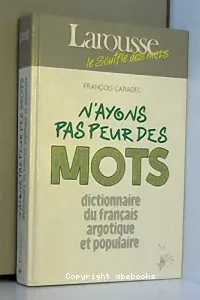 Larousse
le souffle des mots
FRANÇOIS CARADEC
N'AYONS
PAS PEUR DES
MOTS
dictionnaire
du français
argotique
et populaire
Copyright abebooks